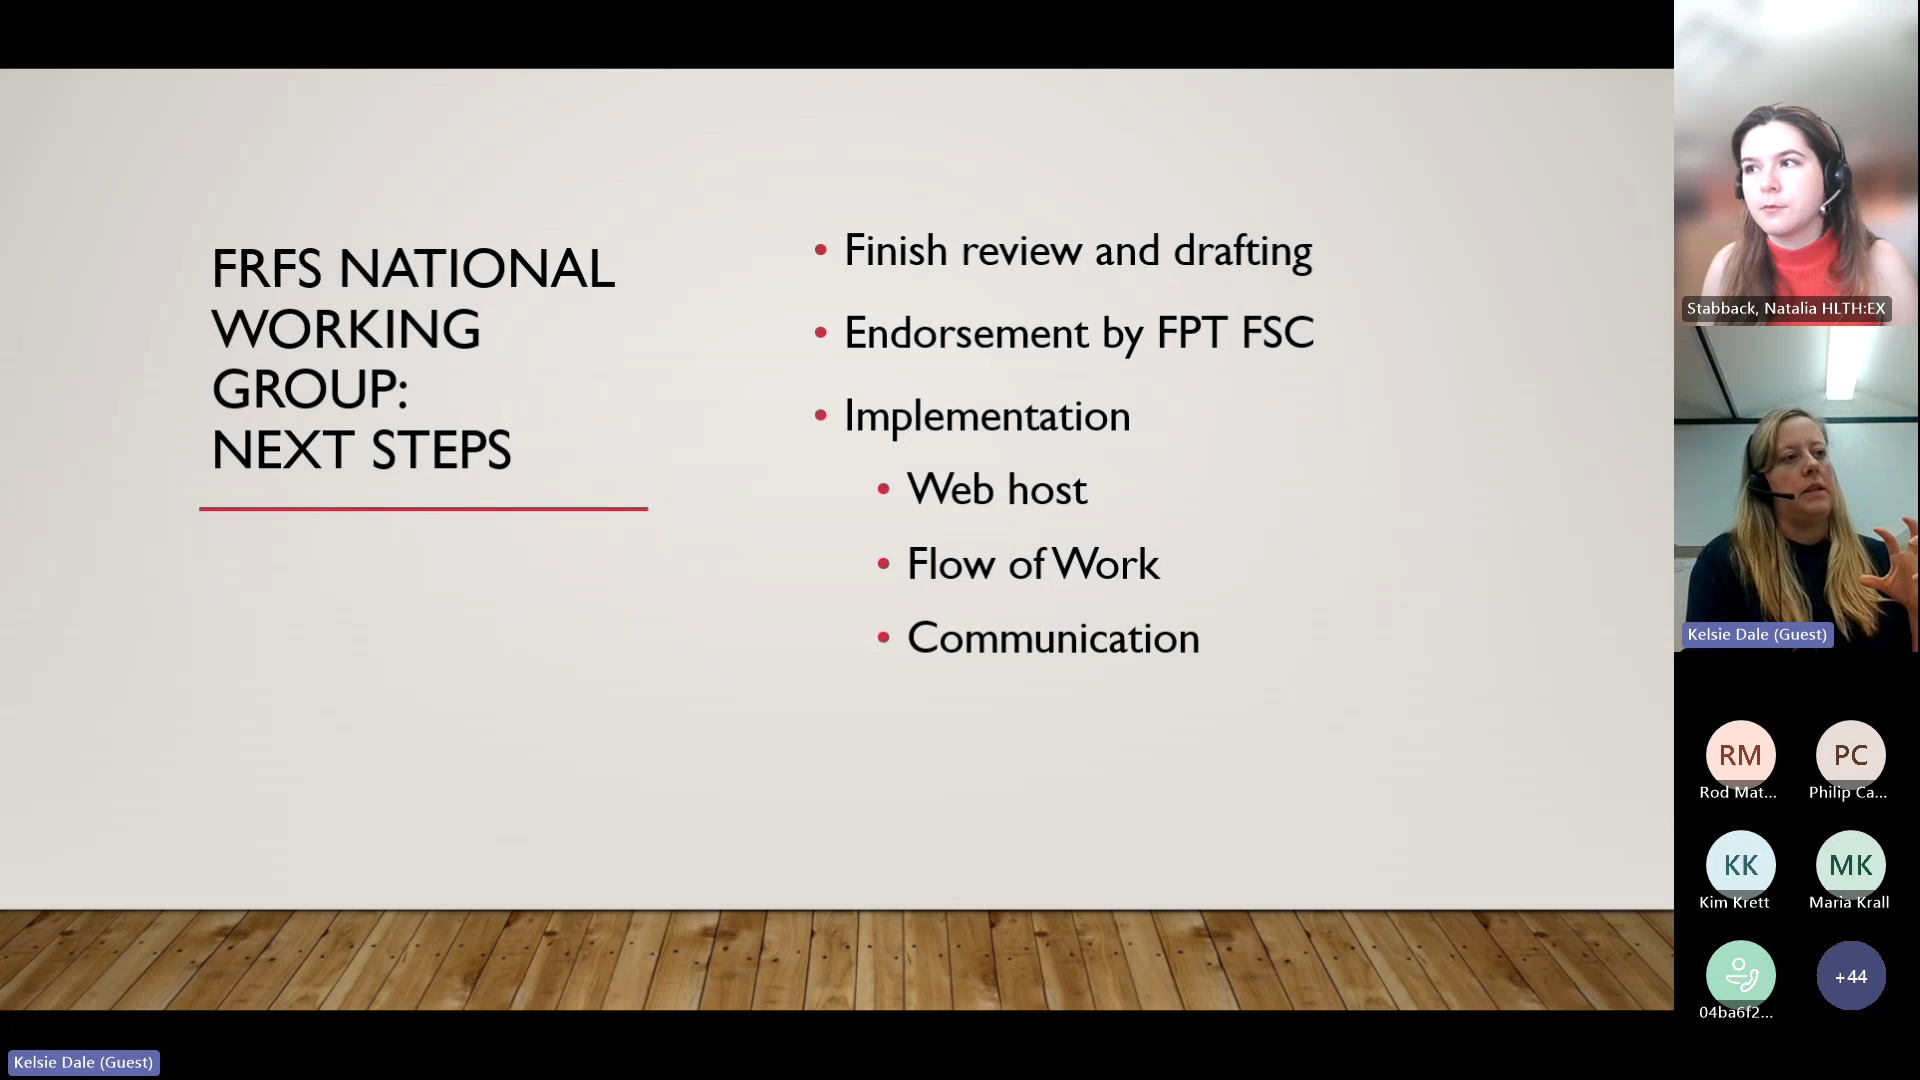 FRFS NATIONAL
WORKING
GROUP:
NEXT STEPS
• Finish review and drafting
• Endorsement by FPT FSC
• Implementation
• Web host
• Flow of Work
• Communication
Stabback, Natalia HLTH:EX
Kelsie Dale (Guest)
RM
Rod Mat...
PC
Philip Ca...
KK
Kim Krett
MK
Maria Krall
04ba6f2...
+44
Kelsie Dale (Guest)